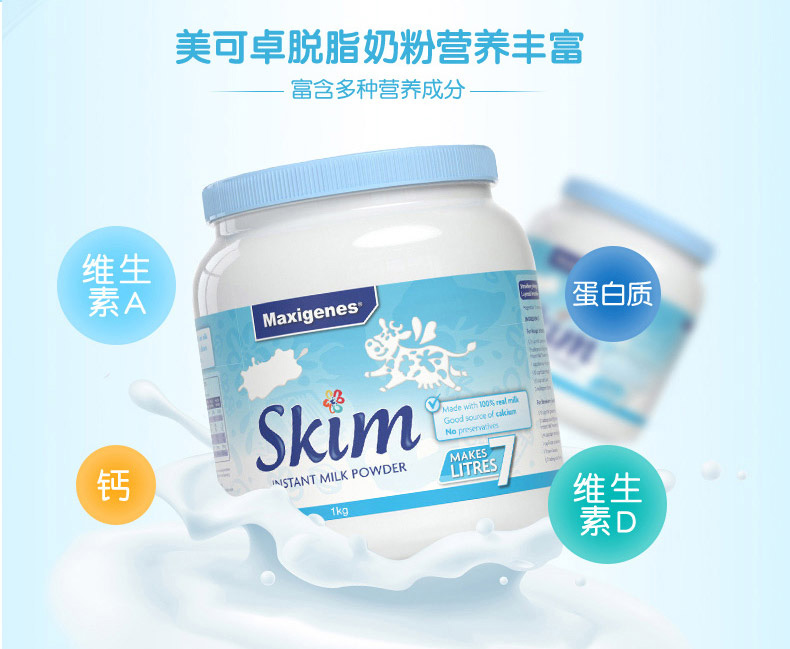 美可卓脱脂奶粉营养丰富
富含多种营养成分
维生
素A
蛋白质
钙
维生
素D
Maxigenes®
Skim
INSTANT MILK POWDER
1kg
Made with 100% real milk
Good source of calcium
No preservatives
MAKES
LITRES 7
Maxigenes